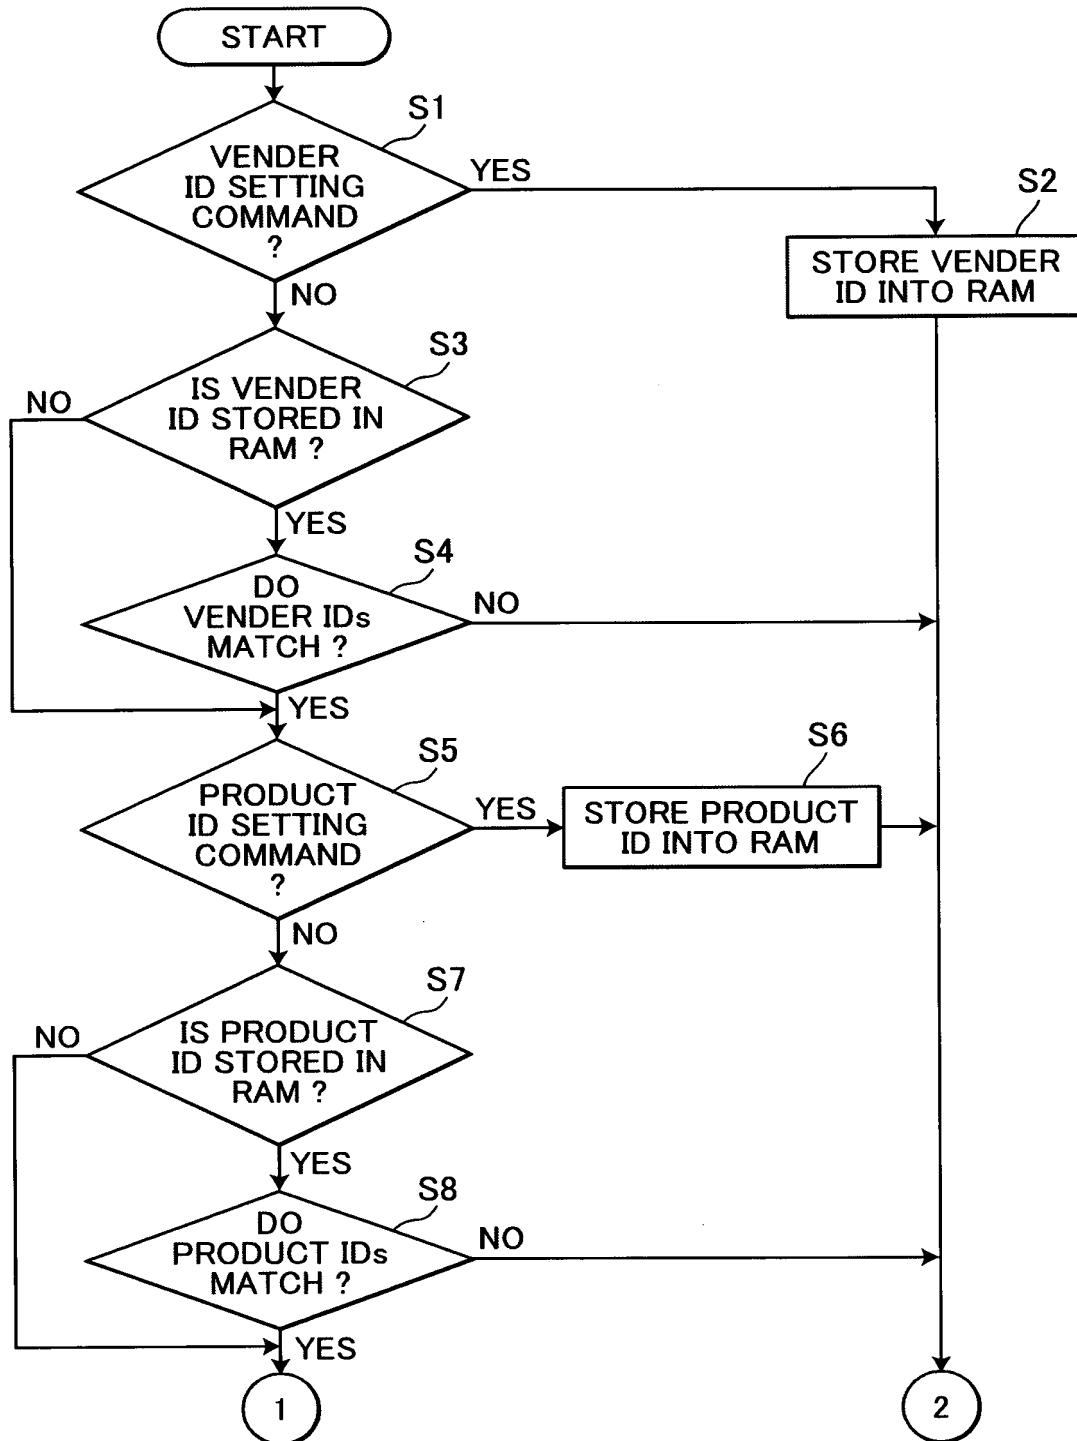 START
S1
VENDER
ID SETTING
COMMAND
?
YES
S2
STORE VENDER
ID INTO RAM
NO
S3
IS VENDER
ID STORED IN
RAM ?
NO
YES
S4
DO
VENDER IDs
MATCH ?
NO
YES
S5
PRODUCT
ID SETTING
COMMAND
?
YES
S6
STORE PRODUCT
ID INTO RAM
NO
S7
IS PRODUCT
ID STORED IN
RAM ?
NO
YES
S8
DO
PRODUCT IDs
MATCH ?
NO
YES
1
2